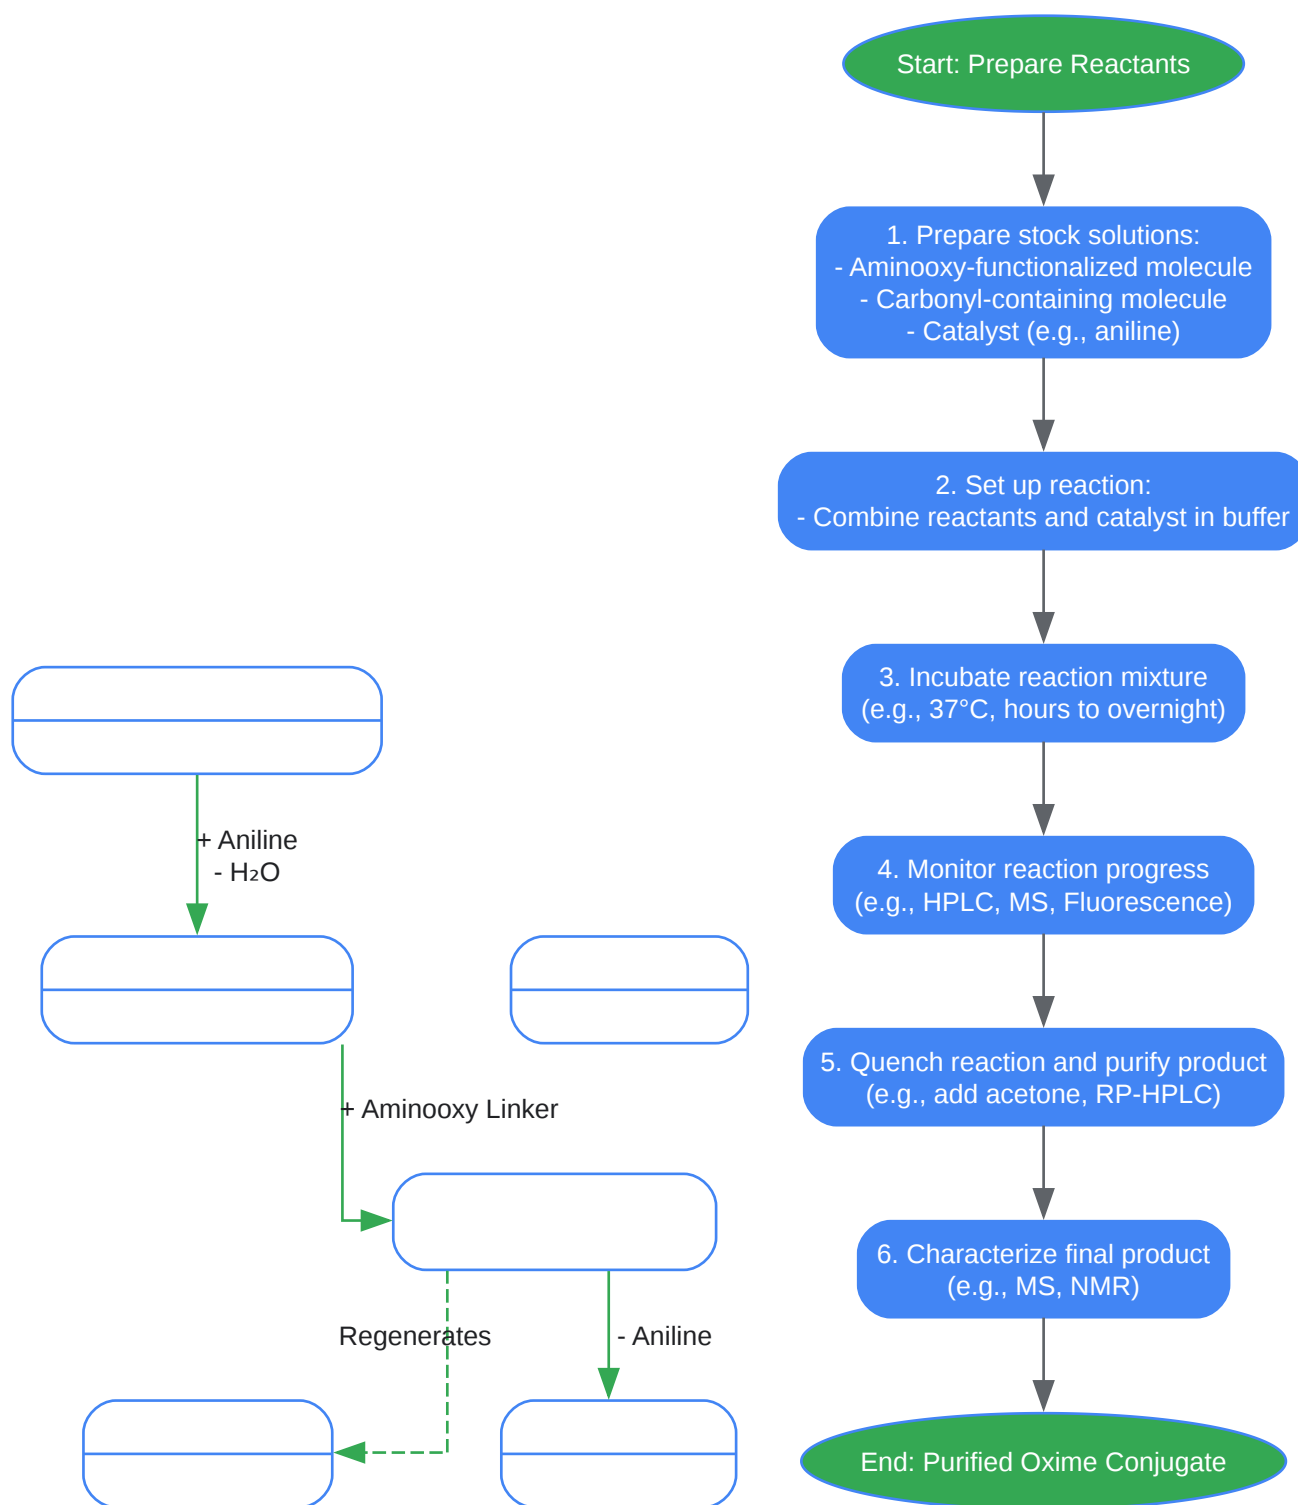 Start: Prepare Reactants
1. Prepare stock solutions:
- Aminooxy-functionalized molecule
- Carbonyl-containing molecule
- Catalyst (e.g., aniline)
2. Set up reaction:
- Combine reactants and catalyst in buffer
3. Incubate reaction mixture
(e.g., 37°C, hours to overnight)
4. Monitor reaction progress
(e.g., HPLC, MS, Fluorescence)
5. Quench reaction and purify product
(e.g., add acetone, RP-HPLC)
6. Characterize final product
(e.g., MS, NMR)
End: Purified Oxime Conjugate
+ Aniline
- H₂O
+ Aminooxy Linker
Regenerates
- Aniline